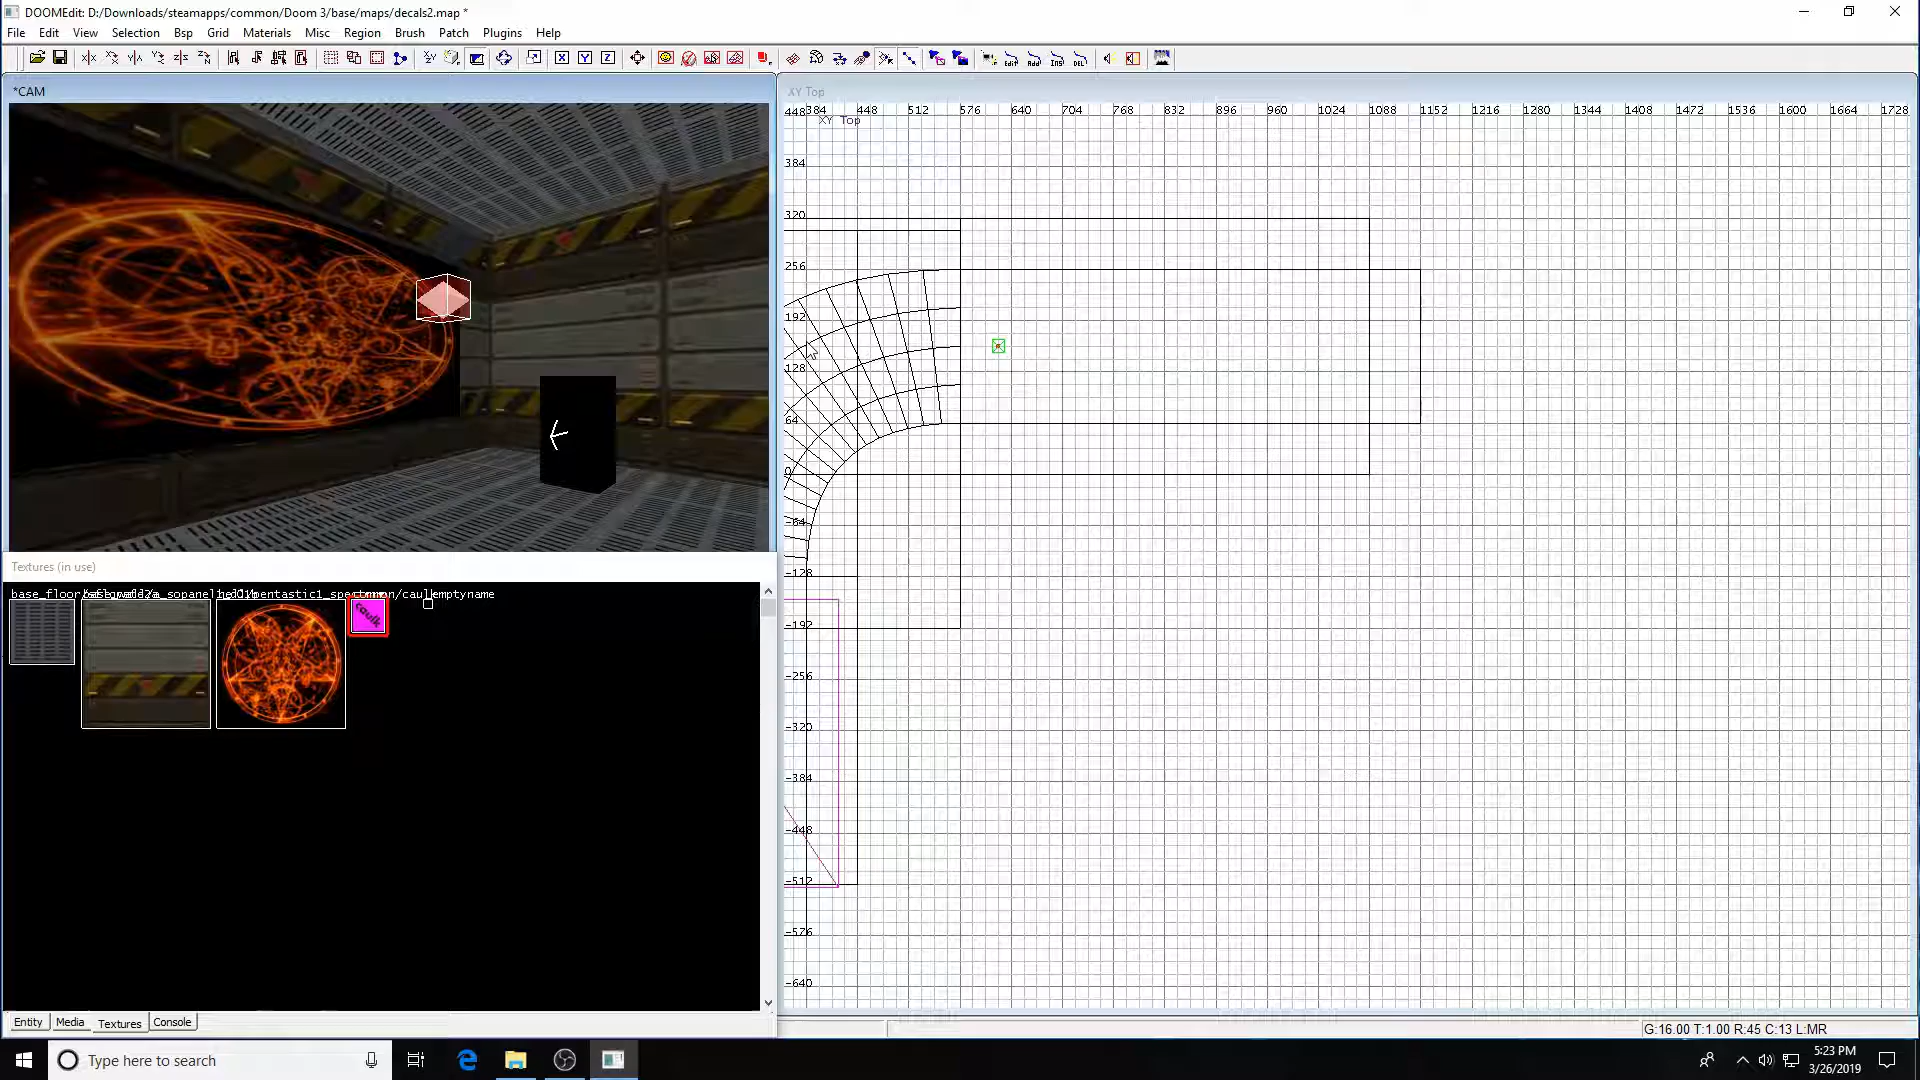 DOOMEdit: D:/Downloads/steamapps/common/Doom 3/base/maps/decals2.map *
File Edit View Selection Bsp Grid Materials Misc Region Brush Patch Plugins Help
*CAM
XY Top
448 384 448 512 576 640 704 768 832 896 960 1024 1088 1152 1216 1280 1344 1408 1472 1536 1600 1664 1728
XY Top
384
320
256
192
128
64
0
-64
-128
-192
-256
-320
-384
-448
-512
-576
-640
Textures (in use)
emptyname
caulk
Entity Media Textures Console
G:16.00 T:1.00 R:45 C:13 L:MR
Type here to search
5:23 PM
3/26/2019